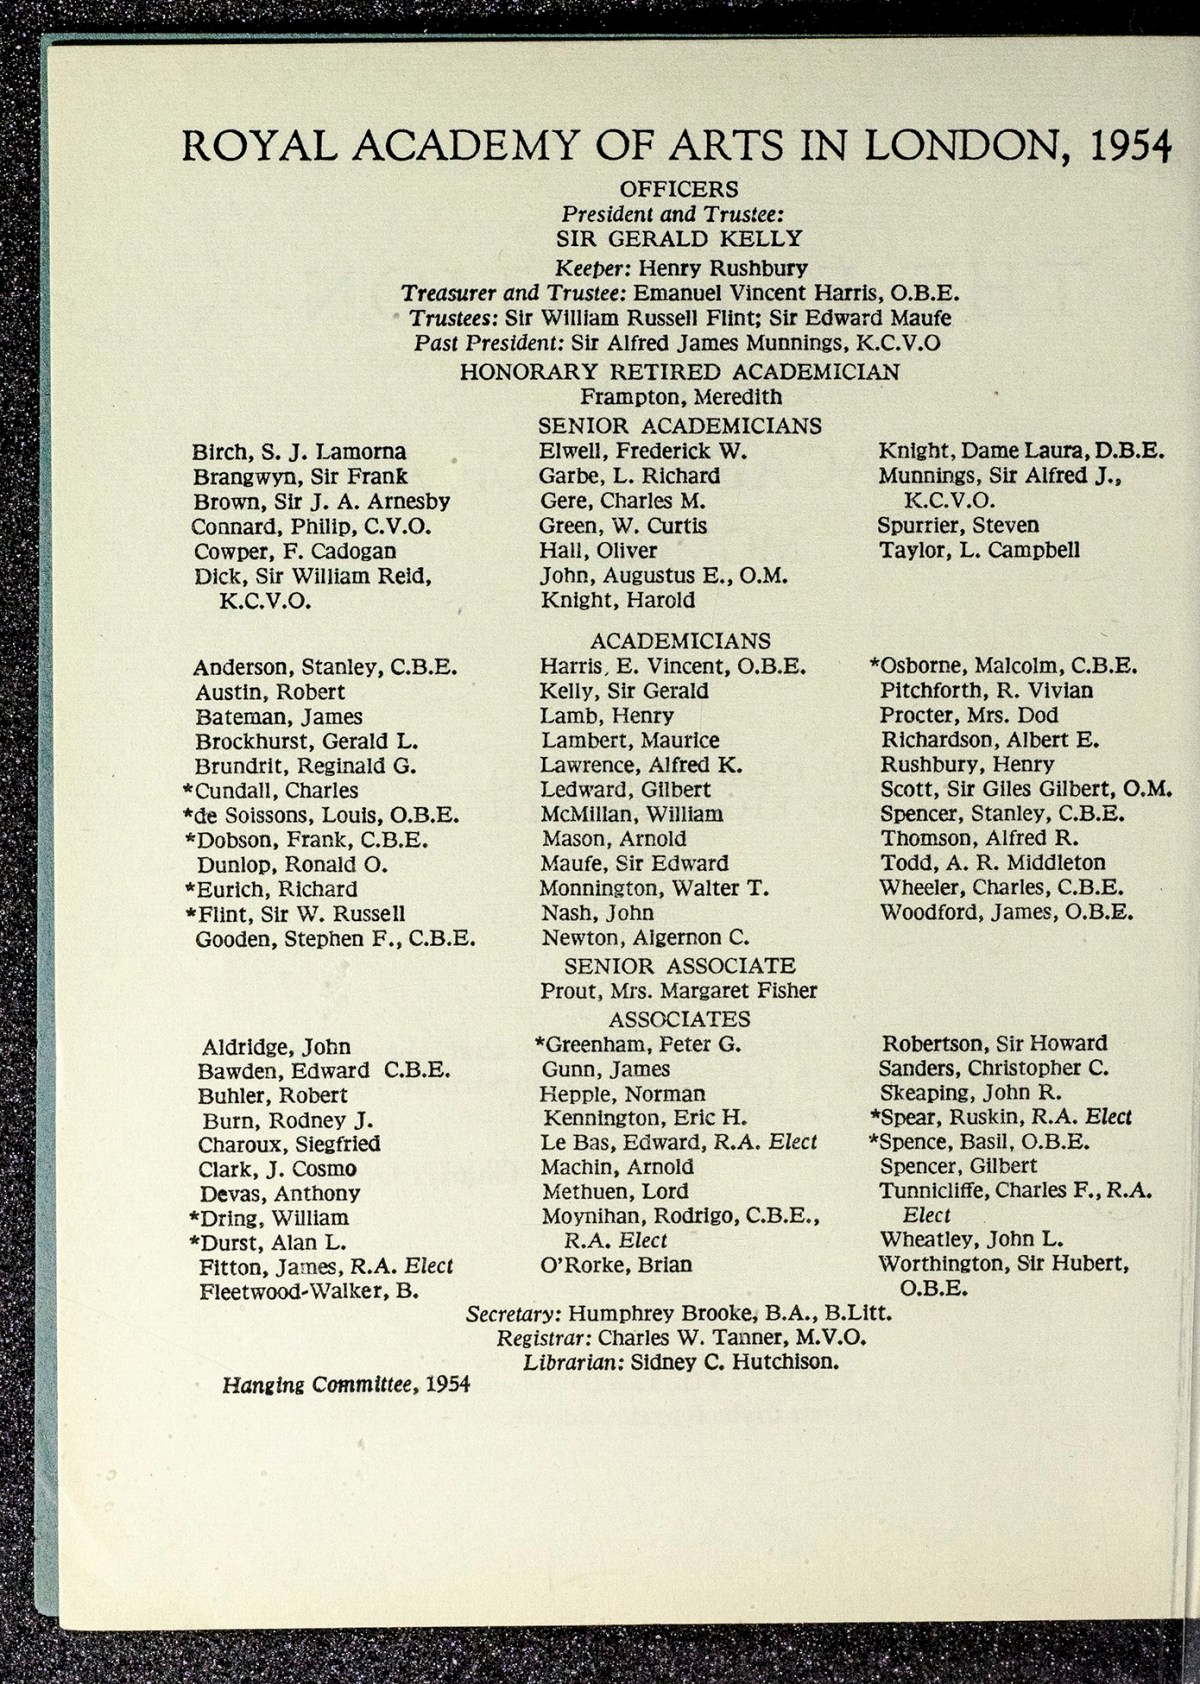 ROYAL ACADEMY OF ARTS IN LONDON, 1954
OFFICERS
President and Trustee:
SIR GERALD KELLY
Keeper: Henry Rushbury
Treasurer and Trustee: Emanuel Vincent Harris, O.B.E.
Trustees: Sir William Russell Flint; Sir Edward Maufe
Past President: Sir Alfred James Munnings, K.C.V.O
HONORARY RETIRED ACADEMICIAN
Frampton, Meredith
SENIOR ACADEMICIANS
Birch, S. J. Lamorna
Brangwyn, Sir Frank
Brown, Sir J. A. Arnesby
Connard, Philip, C.V.O.
Cowper, F. Cadogan
Dick, Sir William Reid,
K.C.V.O.
Elwell, Frederick W.
Garbe, L. Richard
Gere, Charles M.
Green, W. Curtis
Hall, Oliver
John, Augustus E., O.M.
Knight, Harold
Knight, Dame Laura, D.B.E.
Munnings, Sir Alfred J.,
K.C.V.O.
Spurrier, Steven
Taylor, L. Campbell
ACADEMICIANS
Anderson, Stanley, C.B.E.
Austin, Robert
Bateman, James
Brockhurst, Gerald L.
Brundrit, Reginald G.
*Cundall, Charles
*de Soissons, Louis, O.B.E.
*Dobson, Frank, C.B.E.
Dunlop, Ronald O.
*Eurich, Richard
*Flint, Sir W. Russell
Gooden, Stephen F., C.B.E.
Harris, E. Vincent, O.B.E.
Kelly, Sir Gerald
Lamb, Henry
Lambert, Maurice
Lawrence, Alfred K.
Ledward, Gilbert
McMillan, William
Mason, Arnold
Maufe, Sir Edward
Monnington, Walter T.
Nash, John
Newton, Algernon C.
*Osborne, Malcolm, C.B.E.
Pitchforth, R. Vivian
Procter, Mrs. Dod
Richardson, Albert E.
Rushbury, Henry
Scott, Sir Giles Gilbert, O.M.
Spencer, Stanley, C.B.E.
Thomson, Alfred R.
Todd, A. R. Middleton
Wheeler, Charles, C.B.E.
Woodford, James, O.B.E.
SENIOR ASSOCIATE
Prout, Mrs. Margaret Fisher
ASSOCIATES
Aldridge, John
Bawden, Edward C.B.E.
Buhler, Robert
Burn, Rodney J.
Charoux, Siegfried
Clark, J. Cosmo
Devas, Anthony
*Dring, William
*Durst, Alan L.
Fitton, James, R.A. Elect
Fleetwood-Walker, B.
*Greenham, Peter G.
Gunn, James
Hepple, Norman
Kennington, Eric H.
Le Bas, Edward, R.A. Elect
Machin, Arnold
Methuen, Lord
Moynihan, Rodrigo, C.B.E.,
R.A. Elect
O'Rorke, Brian
Robertson, Sir Howard
Sanders, Christopher C.
Skeaping, John R.
*Spear, Ruskin, R.A. Elect
*Spence, Basil, O.B.E.
Spencer, Gilbert
Tunnicliffe, Charles F., R.A.
Elect
Wheatley, John L.
Worthington, Sir Hubert,
O.B.E.
Secretary: Humphrey Brooke, B.A., B.Litt.
Registrar: Charles W. Tanner, M.V.O.
Librarian: Sidney C. Hutchison.
Hanging Committee, 1954